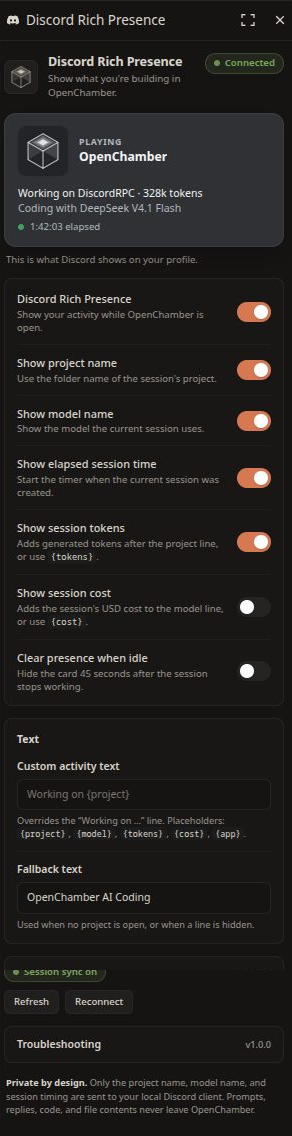 Discord Rich Presence
Discord Rich Presence
Connected
Show what you're building in
OpenChamber.
PLAYING
OpenChamber
Working on DiscordRPC · 328k tokens
Coding with DeepSeek V4.1 Flash
1:42:03 elapsed
This is what Discord shows on your profile.
Discord Rich Presence
Show your activity while OpenChamber is
open.
Show project name
Use the folder name of the session's project.
Show model name
Show the model the current session uses.
Show elapsed session time
Start the timer when the current session was
created.
Show session tokens
Adds generated tokens after the project line,
or use {tokens} .
Show session cost
Adds the session's USD cost to the model line,
or use {cost} .
Clear presence when idle
Hide the card 45 seconds after the session
stops working.
Text
Custom activity text
Working on {project}
Overrides the “Working on …” line. Placeholders:
{project} , {model} , {tokens} , {cost} , {app} .
Fallback text
OpenChamber AI Coding
Used when no project is open, or when a line is hidden.
Session sync on
Refresh
Reconnect
Troubleshooting
v1.0.0
Private by design. Only the project name, model name, and
session timing are sent to your local Discord client. Prompts,
replies, code, and file contents never leave OpenChamber.